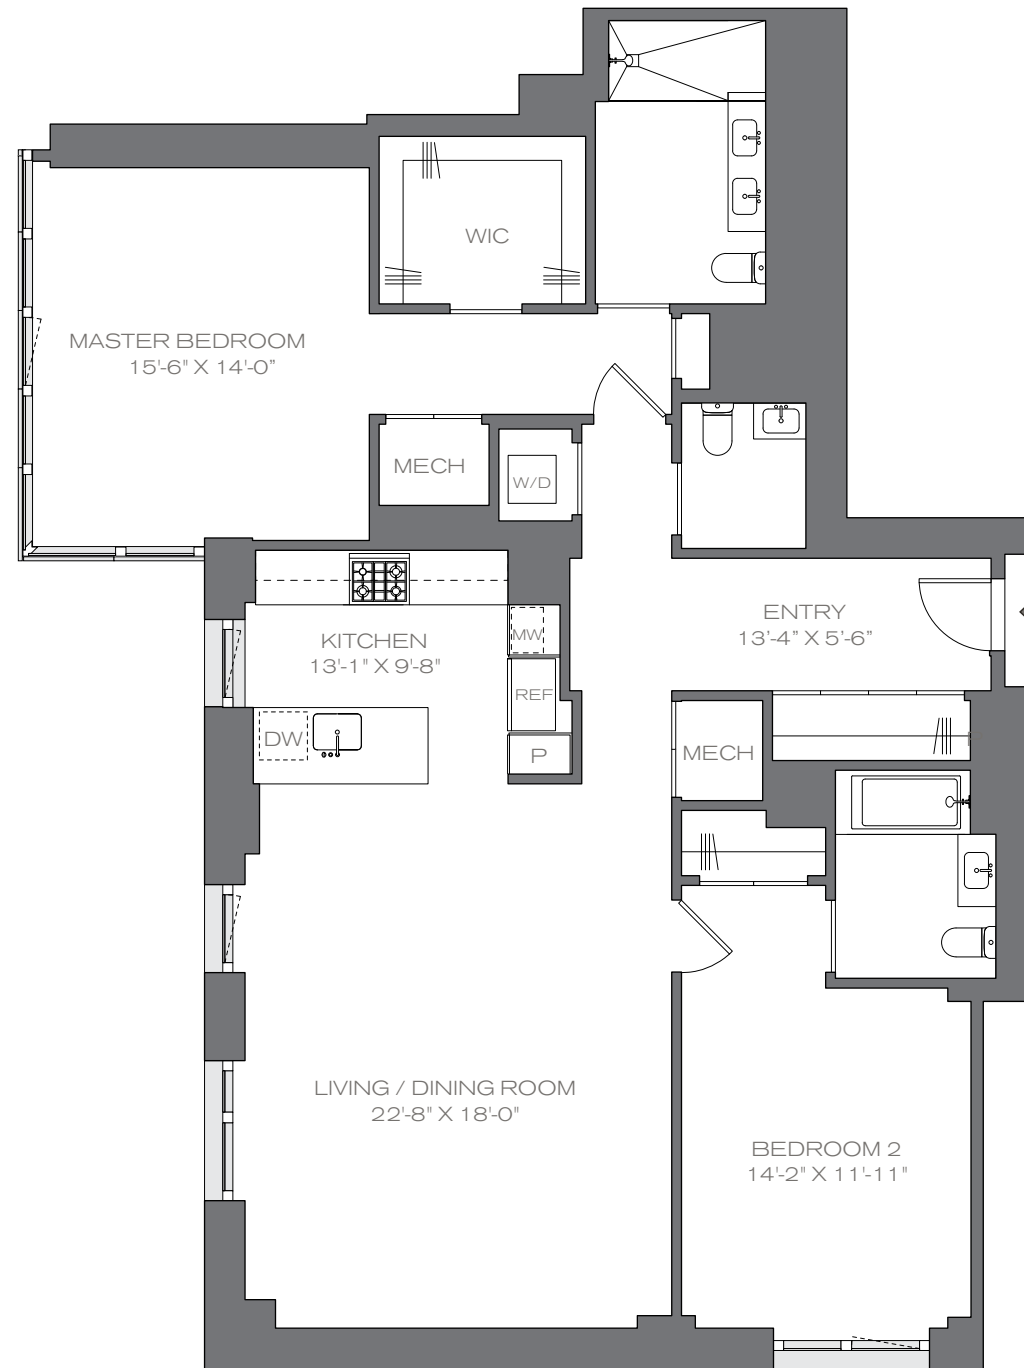 WIC
MASTER BEDROOM
15'-6" X 14'-0”
MECH
W/D
ENTRY
13'-4” X 5'-6”
KITCHEN
13'-1" X 9'-8"
MW
REF
DW
P
MECH
LIVING / DINING ROOM
22'-8" X 18'-0"
BEDROOM 2
14'-2" X 11'-11"